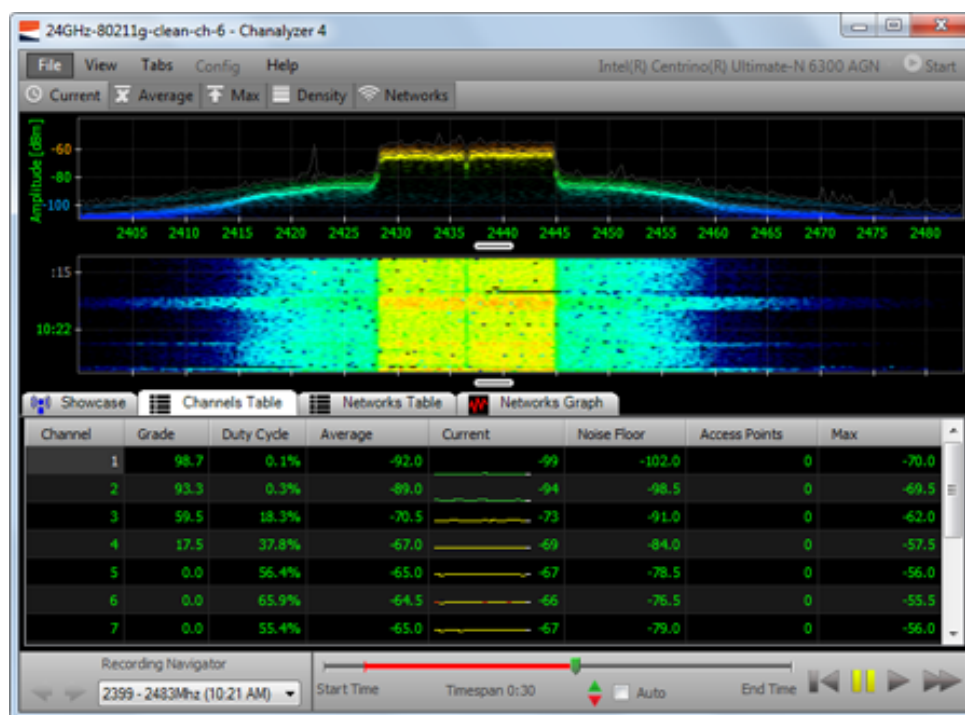 24GHz-80211g-clean-ch-6 - Chanalyzer 4
File View Tabs Config Help Intel(R) Centrino(R) Ultimate-N 6300 AGN Start
Current Average Max Density Networks
Amplitude [dBm]
-60
-80
-100
2405 2410 2415 2420 2425 2430 2435 2440 2445 2450 2455 2460 2465 2470 2475 2480
:15
10:22
Showcase Channels Table Networks Table Networks Graph
Channel Grade Duty Cycle Average Current Noise Floor Access Points Max
1 98.7 0.1% -92.0 -99 -102.0 0 -70.0
2 93.3 0.3% -89.0 -94 -98.5 0 -69.5
3 59.5 18.3% -70.5 -73 -91.0 0 -62.0
4 17.5 37.8% -67.0 -69 -84.0 0 -57.5
5 0.0 56.4% -65.0 -67 -78.5 0 -56.0
6 0.0 65.9% -64.5 -66 -76.5 0 -55.5
7 0.0 55.4% -65.0 -67 -79.0 0 -56.0
Recording Navigator
2399 - 2483Mhz (10:21 AM)
Start Time Timespan 0:30 Auto End Time